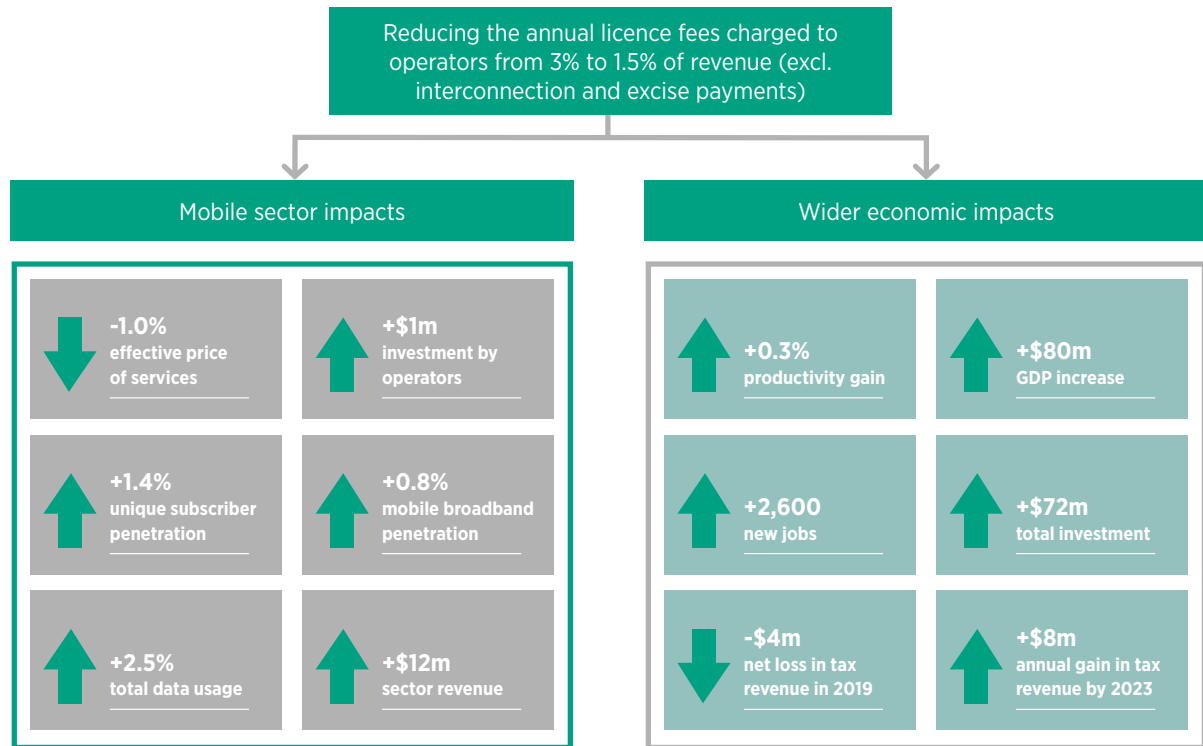 Reducing the annual licence fees charged to
operators from 3% to 1.5% of revenue (excl.
interconnection and excise payments)
Mobile sector impacts
-1.0%
effective price
of services
+$1m
investment by
operators
+1.4%
unique subscriber
penetration
+0.8%
mobile broadband
penetration
+2.5%
total data usage
+$12m
sector revenue
Wider economic impacts
+0.3%
productivity gain
+$80m
GDP increase
+2,600
new jobs
+$72m
total investment
-$4m
net loss in tax
revenue in 2019
+$8m
annual gain in tax
revenue by 2023